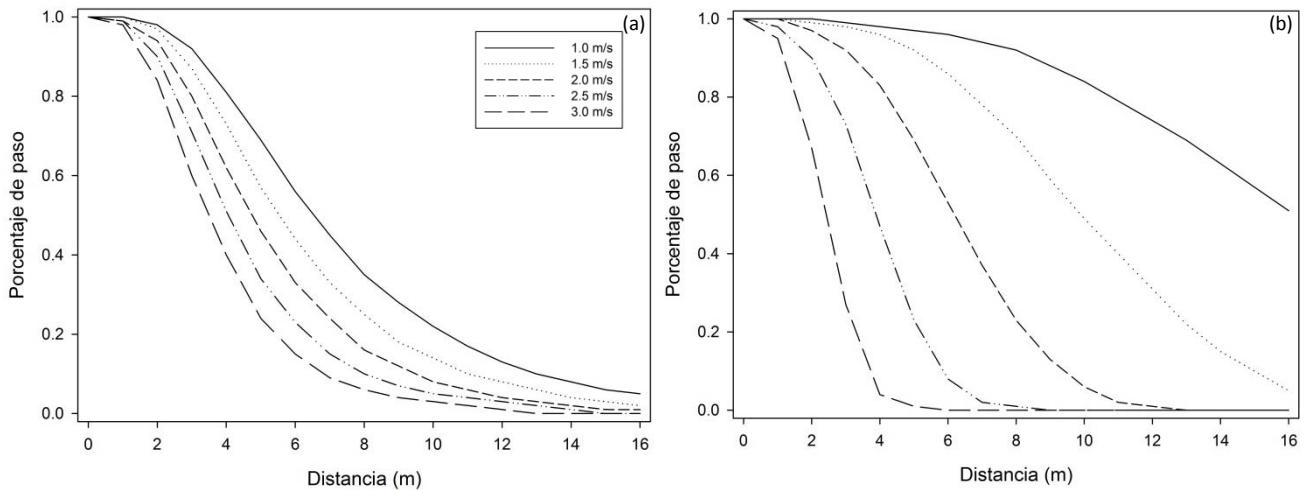 (a)
1.0
0.8
0.6
0.4
0.2
0.0
Porcentaje de paso
1.0 m/s
1.5 m/s
2.0 m/s
2.5 m/s
3.0 m/s
0 2 4 6 8 10 12 14 16
Distancia (m)
(b)
1.0
0.8
0.6
0.4
0.2
0.0
Porcentaje de paso
0 2 4 6 8 10 12 14 16
Distancia (m)